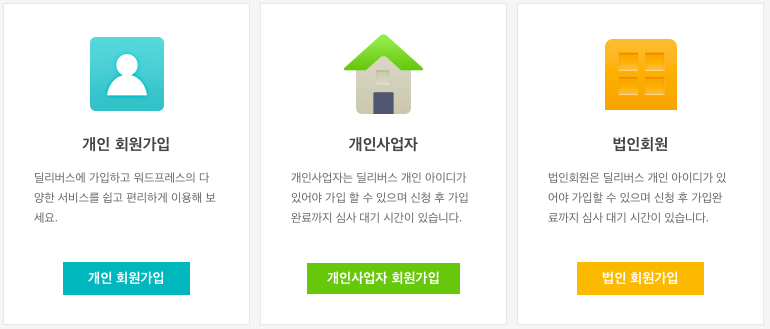 개인 회원가입
딜리버스에 가입하고 워드프레스의 다
양한 서비스를 쉽고 편리하게 이용해 보
세요.
개인 회원가입
개인사업자
개인사업자는 딜리버스 개인 아이디가
있어야 가입 할 수 있으며 신청 후 가입
완료까지 심사 대기 시간이 있습니다.
개인사업자 회원가입
법인회원
법인회원은 딜리버스 개인 아이디가 있
어야 가입할 수 있으며 신청 후 가입완
료까지 심사 대기 시간이 있습니다.
법인 회원가입